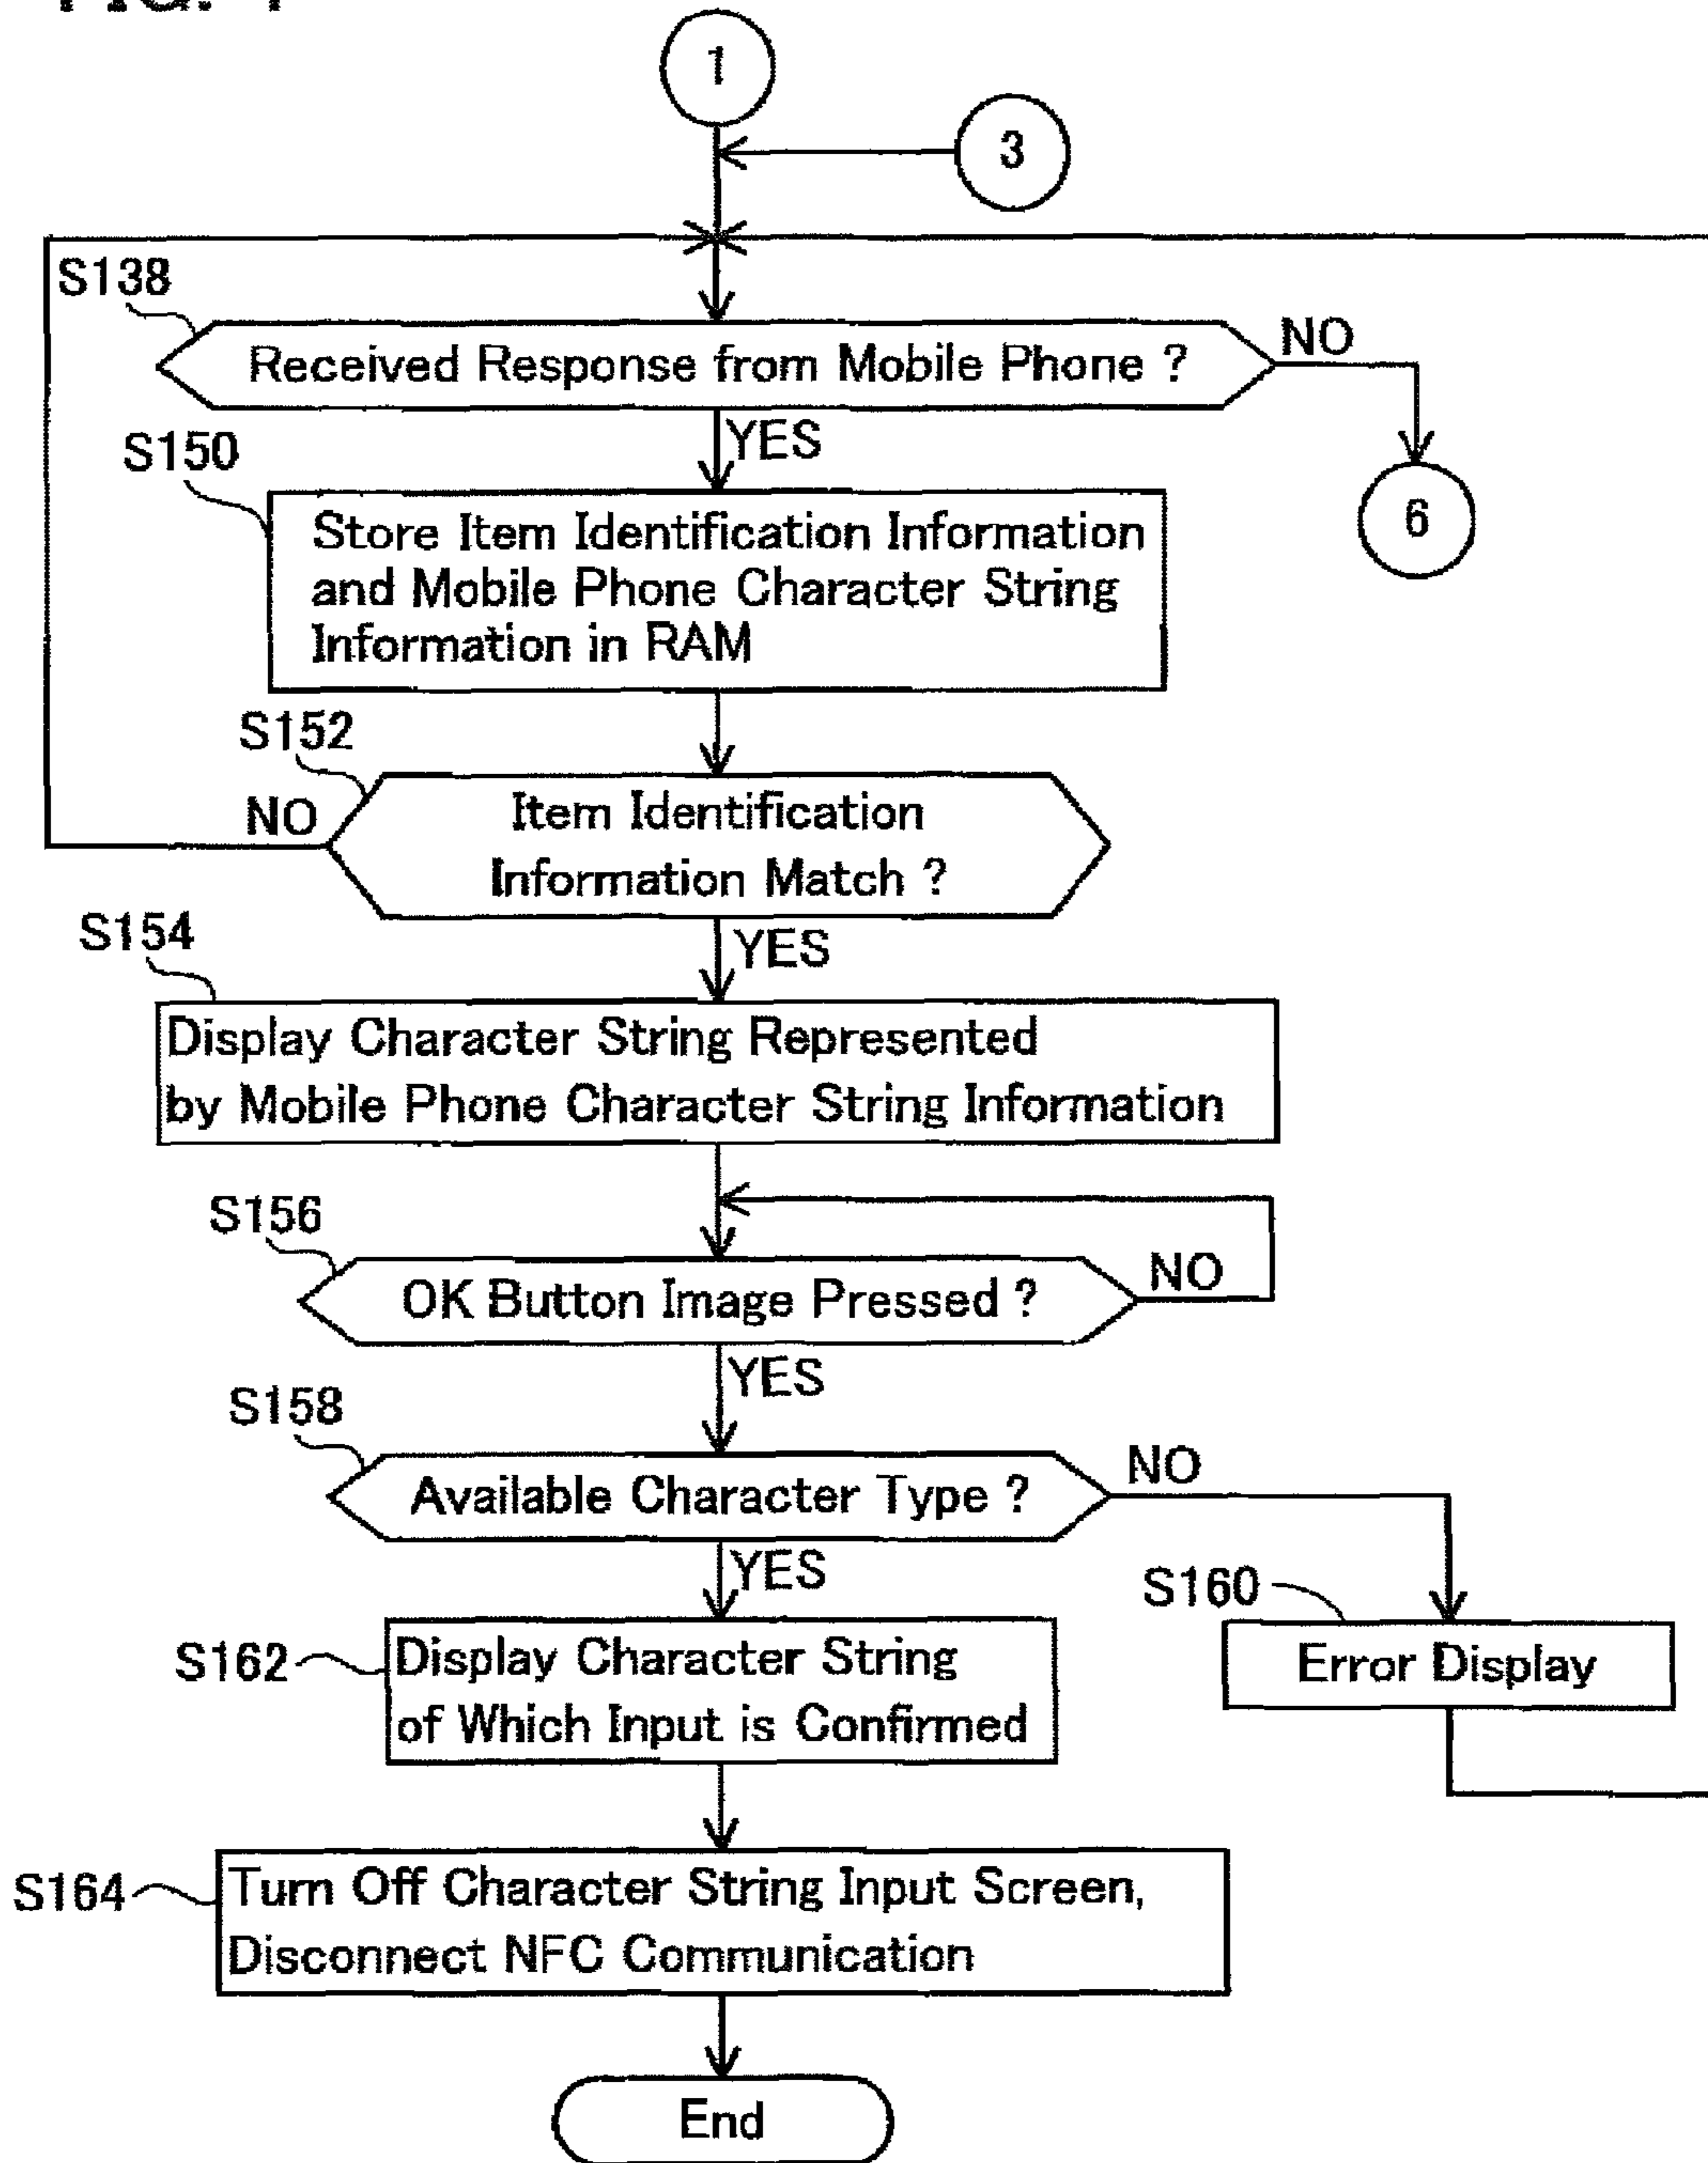 1
3
S138
Received Response from Mobile Phone ?
NO
YES
6
S150
Store Item Identification Information
and Mobile Phone Character String
Information in RAM
S152
NO
Item Identification
Information Match ?
YES
S154
Display Character String Represented
by Mobile Phone Character String Information
S156
OK Button Image Pressed ?
NO
YES
S158
Available Character Type ?
NO
YES
S160
Error Display
S162
Display Character String
of Which Input is Confirmed
S164
Turn Off Character String Input Screen,
Disconnect NFC Communication
End